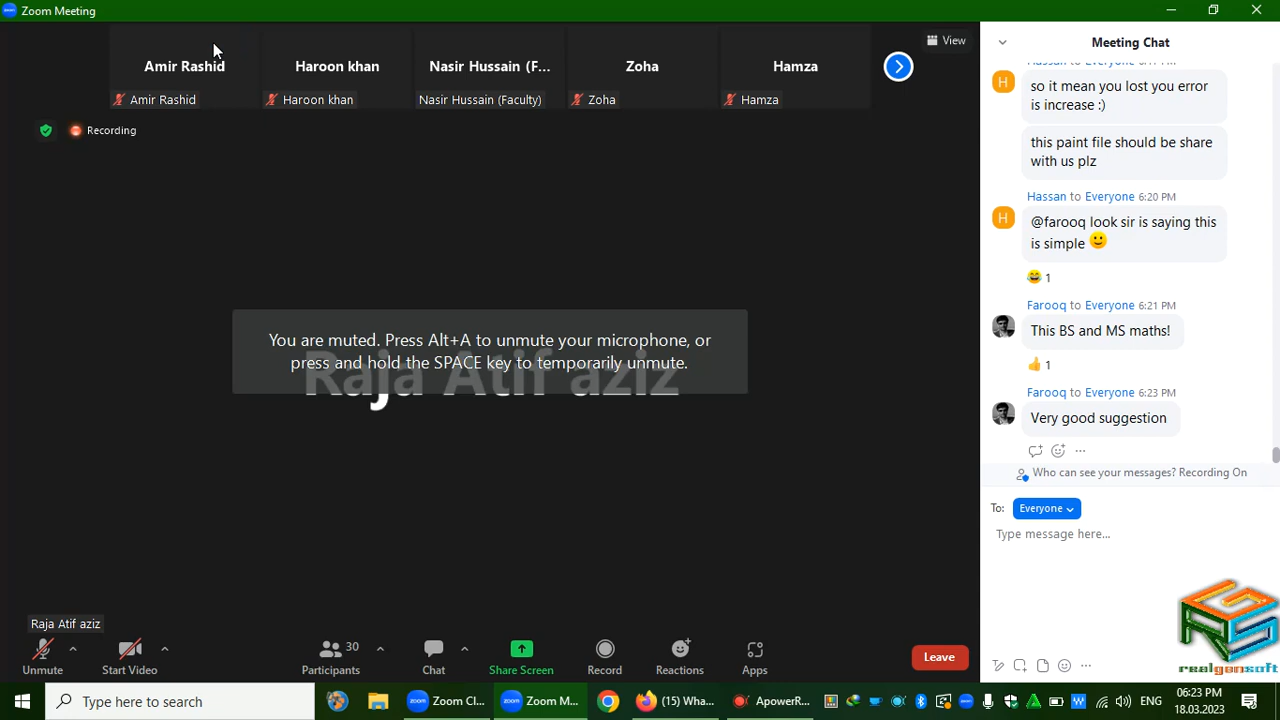 Zoom Meeting
Amir Rashid
Haroon khan
Nasir Hussain (F...
Zoha
Hamza
View
Amir Rashid
Haroon khan
Nasir Hussain (Faculty)
Zoha
Hamza
Recording
You are muted. Press Alt+A to unmute your microphone, or
press and hold the SPACE key to temporarily unmute.
Raja Atif aziz
Raja Atif aziz
Unmute
Start Video
30
Participants
Chat
Share Screen
Record
Reactions
Apps
Leave
Meeting Chat
H
so it mean you lost you error
is increase :)
this paint file should be share
with us plz
Hassan to Everyone 6:20 PM
H
@farooq look sir is saying this
is simple 🙂
😂 1
Farooq to Everyone 6:21 PM
This BS and MS maths!
👍 1
Farooq to Everyone 6:23 PM
Very good suggestion
Who can see your messages? Recording On
To: Everyone
Type message here...
realgonsoft
Type here to search
Zoom Cl...
Zoom M...
(15) Wha...
ApowerR...
ENG
06:23 PM
18.03.2023